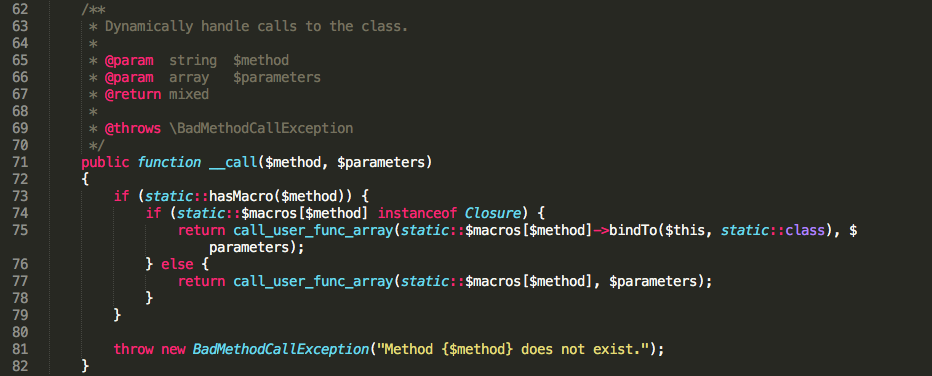 62 /**
63  * Dynamically handle calls to the class.
64  *
65  * @param  string  $method
66  * @param  array   $parameters
67  * @return mixed
68  *
69  * @throws \BadMethodCallException
70  */
71 public function __call($method, $parameters)
72 {
73     if (static::hasMacro($method)) {
74         if (static::$macros[$method] instanceof Closure) {
75             return call_user_func_array(static::$macros[$method]->bindTo($this, static::class), $
parameters);
76         } else {
77             return call_user_func_array(static::$macros[$method], $parameters);
78         }
79     }
80
81     throw new BadMethodCallException("Method {$method} does not exist.");
82 }